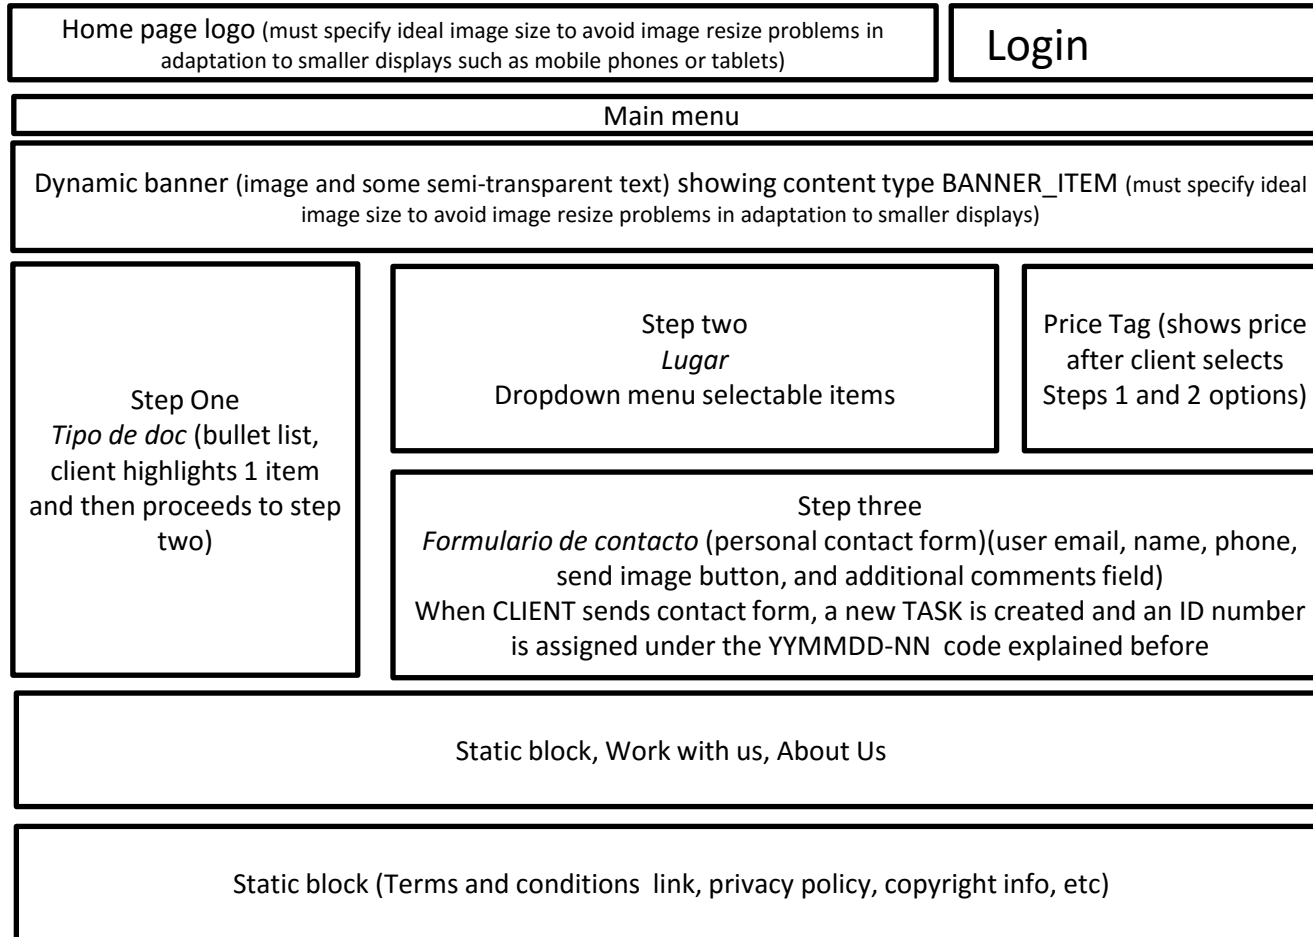 Home page logo (must specify ideal image size to avoid image resize problems in
adaptation to smaller displays such as mobile phones or tablets)
Login
Main menu
Dynamic banner (image and some semi-transparent text) showing content type BANNER_ITEM (must specify ideal
image size to avoid image resize problems in adaptation to smaller displays)
Step One
Tipo de doc (bullet list,
client highlights 1 item
and then proceeds to step
two)
Step two
Lugar
Dropdown menu selectable items
Price Tag (shows price
after client selects
Steps 1 and 2 options)
Step three
Formulario de contacto (personal contact form)(user email, name, phone,
send image button, and additional comments field)
When CLIENT sends contact form, a new TASK is created and an ID number
is assigned under the YYMMDD-NN  code explained before
Static block, Work with us, About Us
Static block (Terms and conditions  link, privacy policy, copyright info, etc)